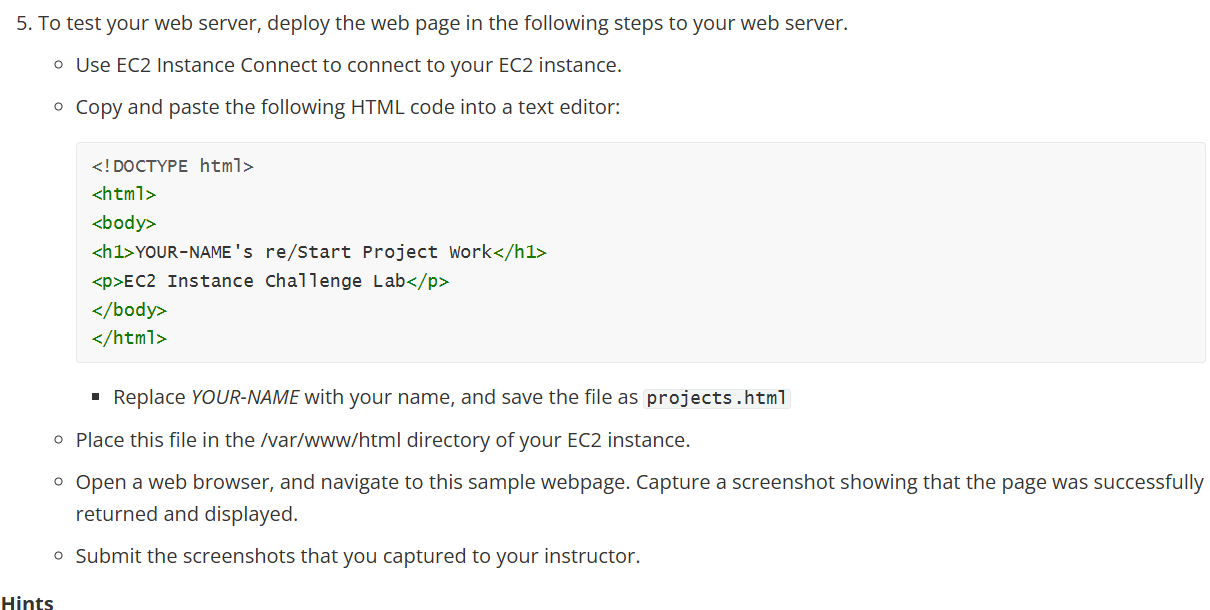 5. To test your web server, deploy the web page in the following steps to your web server.
Use EC2 Instance Connect to connect to your EC2 instance.
Copy and paste the following HTML code into a text editor:
<!DOCTYPE html>
<html>
<body>
<h1>YOUR-NAME's re/Start Project Work</h1>
<p>EC2 Instance Challenge Lab</p>
</body>
</html>
Replace YOUR-NAME with your name, and save the file as projects.html
Place this file in the /var/www/html directory of your EC2 instance.
Open a web browser, and navigate to this sample webpage. Capture a screenshot showing that the page was successfully
returned and displayed.
Submit the screenshots that you captured to your instructor.
Hints